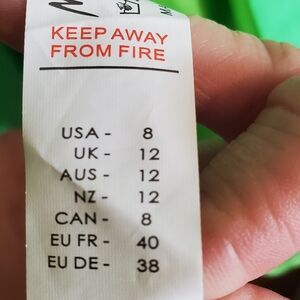 KEEP AWAY
FROM FIRE
USA - 8
UK - 12
AUS - 12
NZ - 12
CAN - 8
EU FR - 40
EU DE - 38